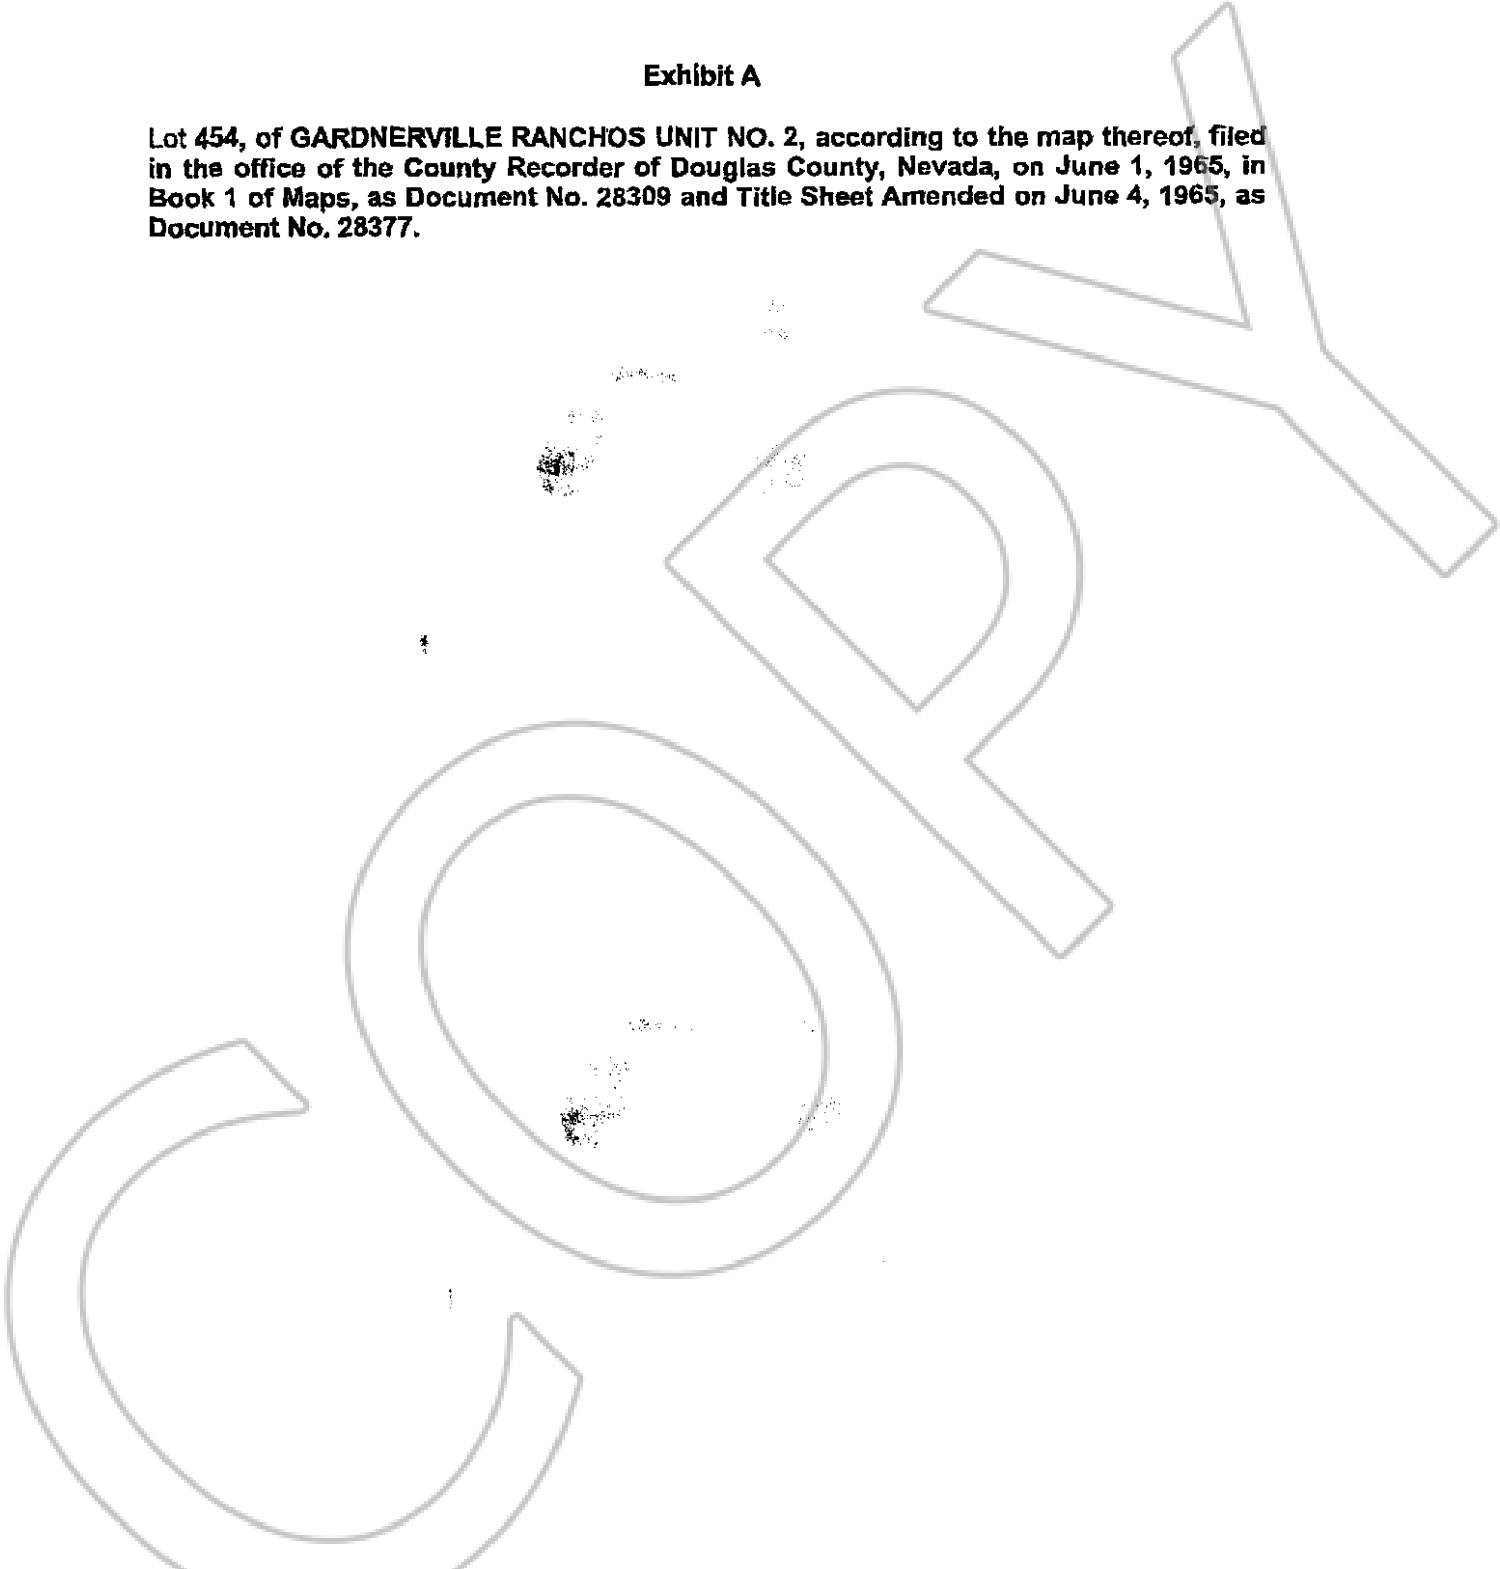 Exhibit A
Lot 454, of GARDNERVILLE RANCHOS UNIT NO. 2, according to the map thereof, filed
in the office of the County Recorder of Douglas County, Nevada, on June 1, 1965, in
Book 1 of Maps, as Document No. 28309 and Title Sheet Amended on June 4, 1965, as
Document No. 28377.
COPY